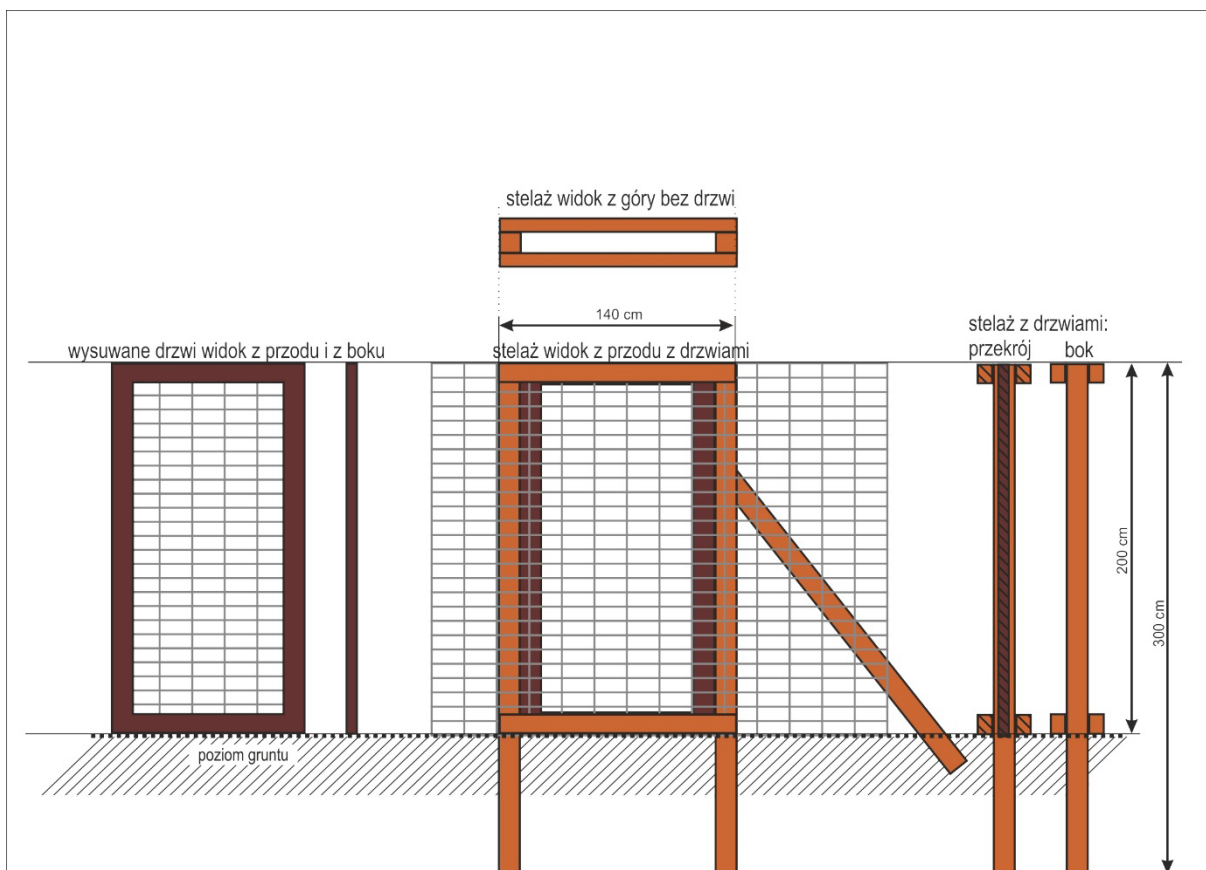 stelaż widok z góry bez drzwi
140 cm
wysuwane drzwi widok z przodu i z boku
stelaż widok z przodu z drzwiami
stelaż z drzwiami:
przekrój
bok
200 cm
300 cm
poziom gruntu